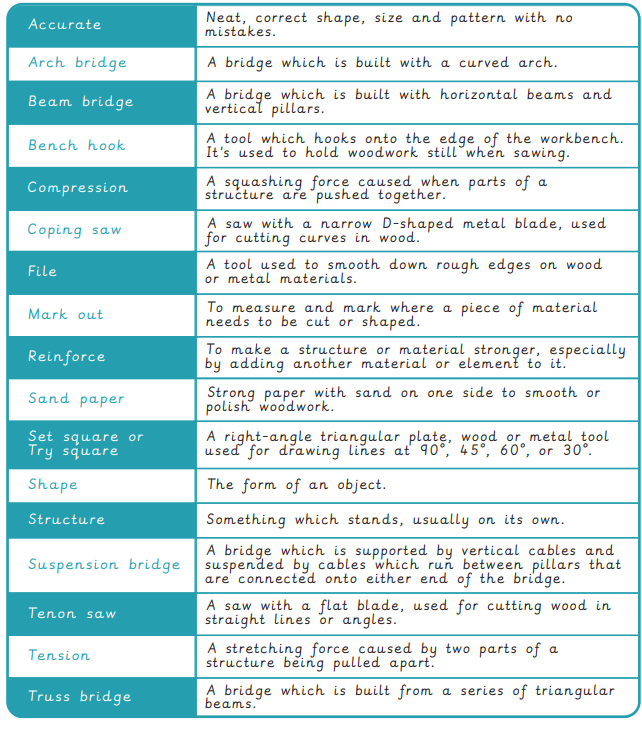 Accurate
Neat, correct shape, size and pattern with no
mistakes.
Arch bridge
A bridge which is built with a curved arch.
Beam bridge
A bridge which is built with horizontal beams and
vertical pillars.
Bench hook
A tool which hooks onto the edge of the workbench.
It's used to hold woodwork still when sawing.
Compression
A squashing force caused when parts of a
structure are pushed together.
Coping saw
A saw with a narrow D-shaped metal blade, used
for cutting curves in wood.
File
A tool used to smooth down rough edges on wood
or metal materials.
Mark out
To measure and mark where a piece of material
needs to be cut or shaped.
Reinforce
To make a structure or material stronger, especially
by adding another material or element to it.
Sand paper
Strong paper with sand on one side to smooth or
polish woodwork.
Set square or
Try square
A right-angle triangular plate, wood or metal tool
used for drawing lines at 90°, 45°, 60°, or 30°.
Shape
The form of an object.
Structure
Something which stands, usually on its own.
Suspension bridge
A bridge which is supported by vertical cables and
suspended by cables which run between pillars that
are connected onto either end of the bridge.
Tenon saw
A saw with a flat blade, used for cutting wood in
straight lines or angles.
Tension
A stretching force caused by two parts of a
structure being pulled apart.
Truss bridge
A bridge which is built from a series of triangular
beams.